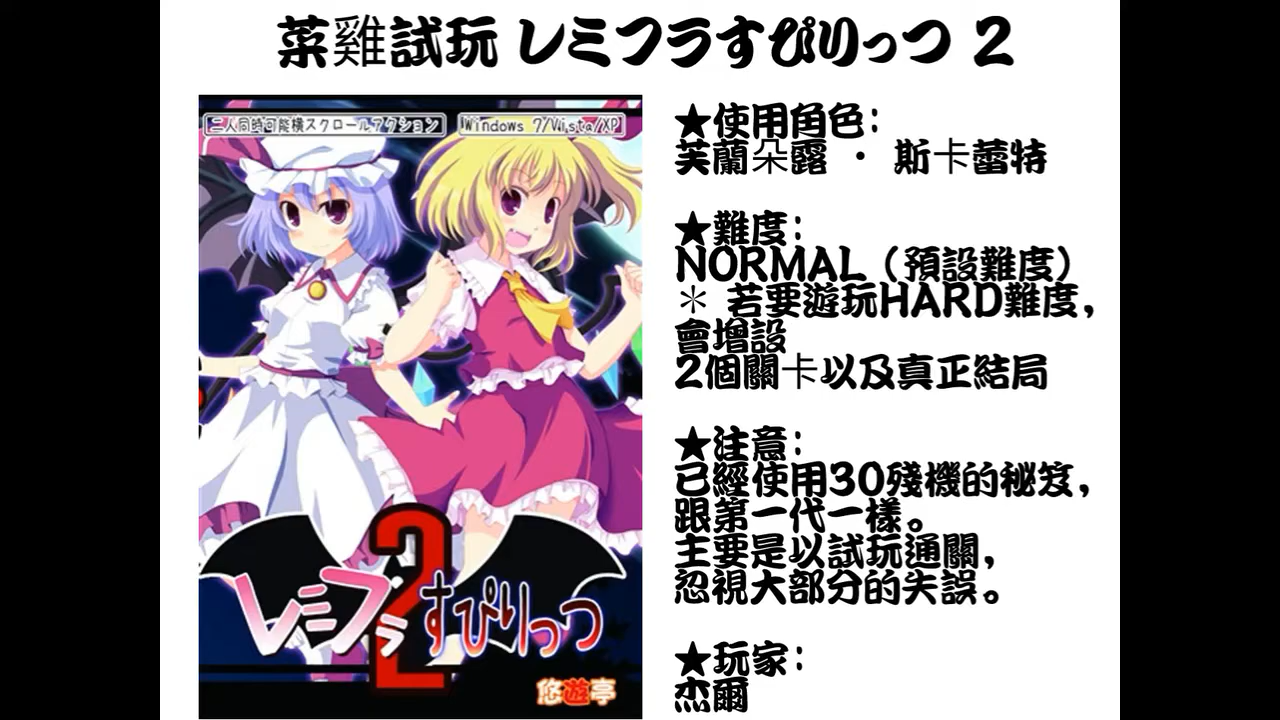 菜雞試玩 レミフラすぴりっつ 2
二人同時可能横スクロールアクション
Windows 7/Vista/XP
レミフラ2すぴりっつ
悠遊亭
★使用角色：
芙蘭朵露 · 斯卡蕾特
★難度：
NORMAL（預設難度）
＊ 若要遊玩HARD難度，
會增設
2個關卡以及真正結局
★注意：
已經使用30殘機的秘笈，
跟第一代一樣。
主要是以試玩通關，
忽視大部分的失誤。
★玩家：
杰爾